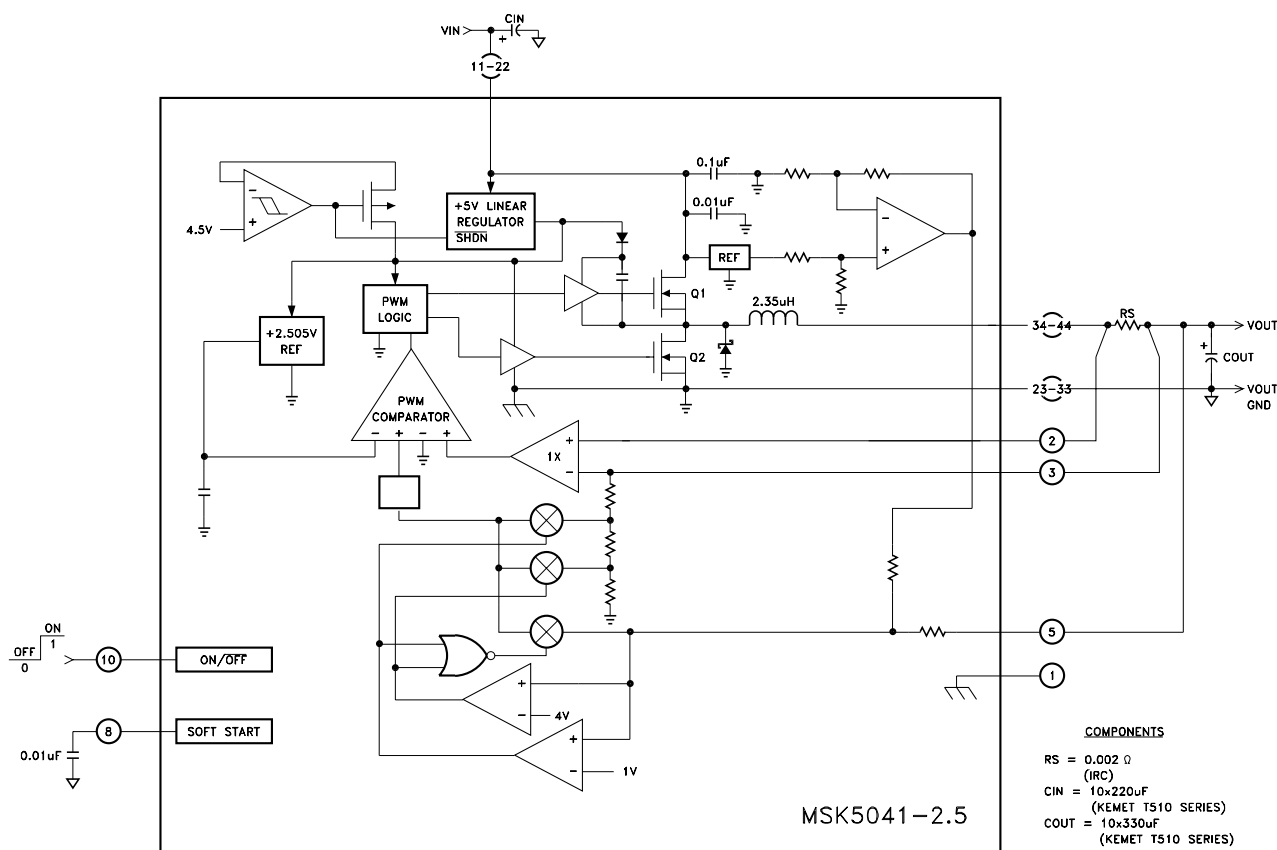 CIN
VIN
+
11-22
0.1uF
+5V LINEAR
REGULATOR
SHDN
0.01uF
-
+
4.5V
-
+
REF
PWM
LOGIC
Q1
2.35uH
+2.505V
REF
34-44
RS
VOUT
+
COUT
Q2
23-33
VOUT
GND
PWM
COMPARATOR
- + - +
1X
+
-
2
3
ON
OFF
1
0
10
ON/OFF
5
1
+
-
4V
8
SOFT START
0.01uF
+
-
1V
MSK5041-2.5
COMPONENTS
RS = 0.002 Ω
(IRC)
CIN = 10x220uF
(KEMET T510 SERIES)
COUT = 10x330uF
(KEMET T510 SERIES)